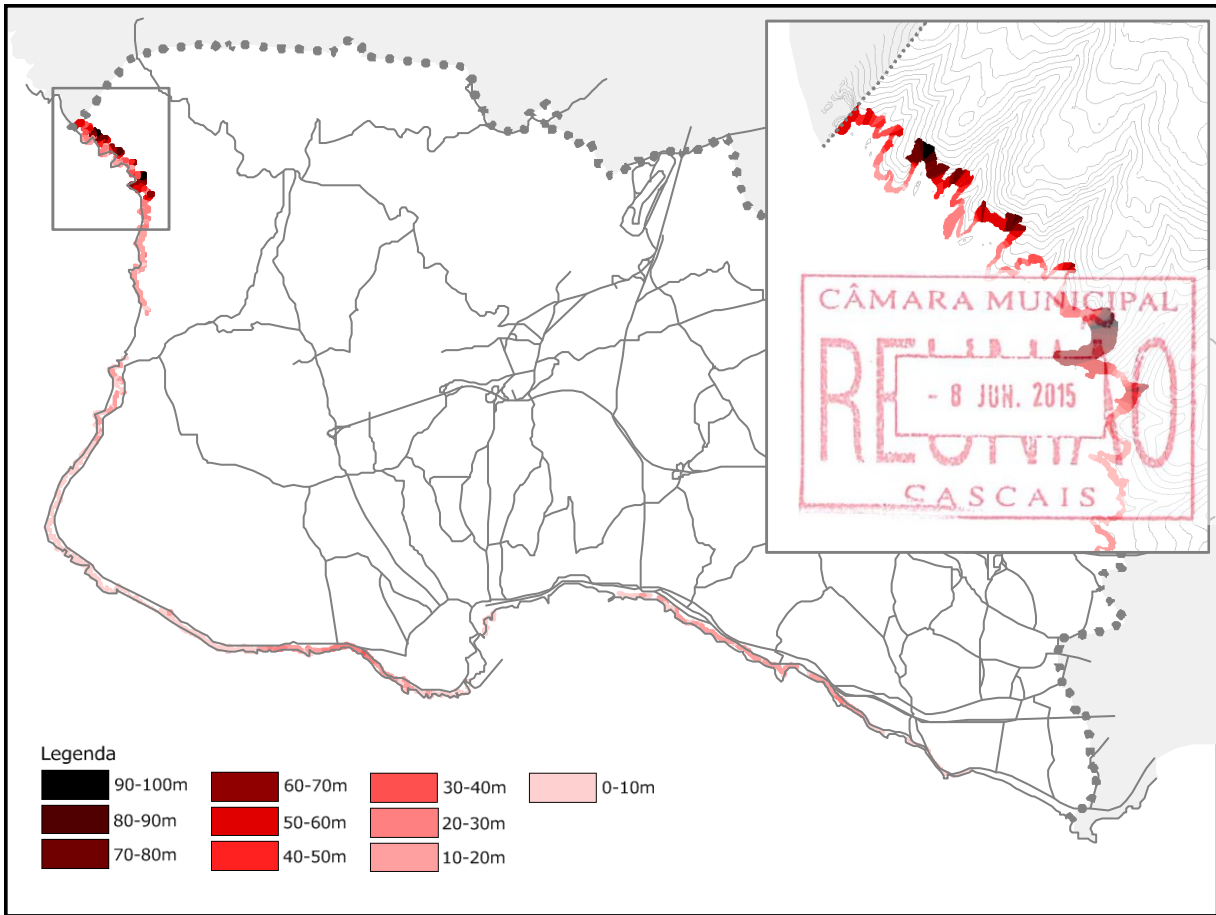 CÂMARA MUNICIPAL
REUNIÃO
- 8 JUN. 2015
CASCAIS
Legenda
90-100m
80-90m
70-80m
60-70m
50-60m
40-50m
30-40m
20-30m
10-20m
0-10m